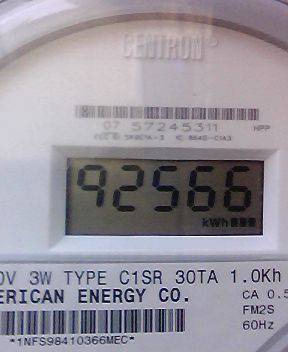 CENTRON
07 57245311 HPP
92566
kWh
0V 3W TYPE C1SR 30TA 1.0Kh
ERICAN ENERGY CO. CA 0.5
FM2S
60Hz
*1NFS98410366MEC*